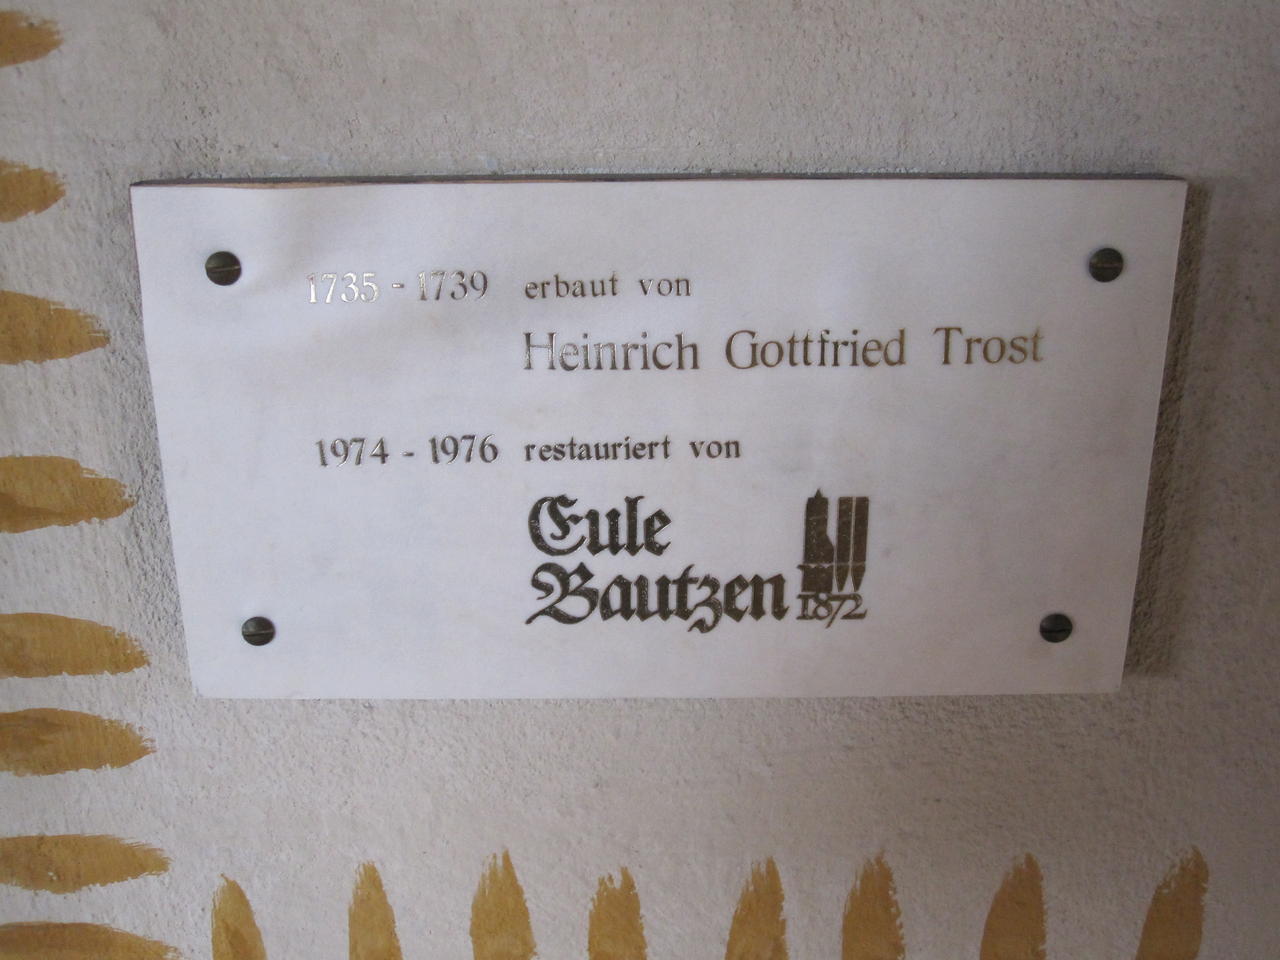 1735 - 1739 erbaut von
Heinrich Gottfried Trost
1974 - 1976 restauriert von
Eule
Bautzen
1872